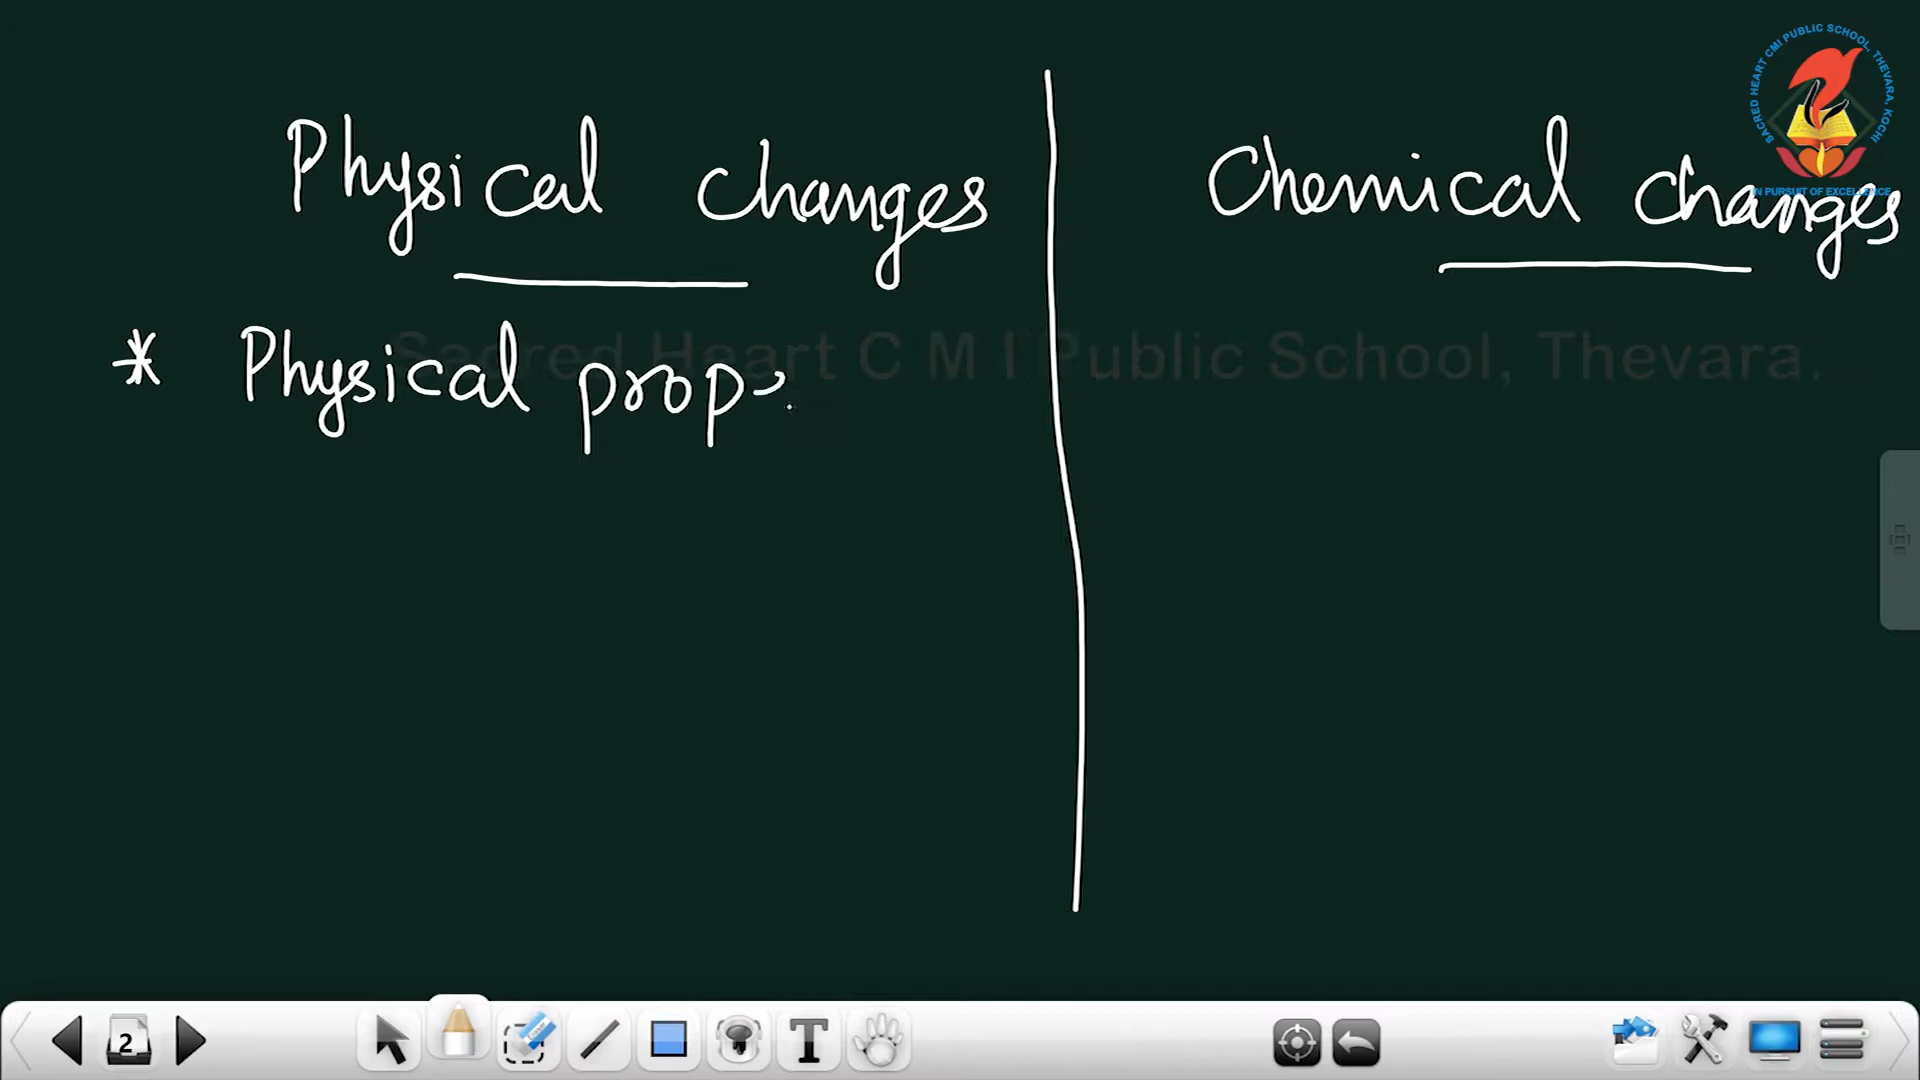 Physical changes
Chemical changes
* Physical prop
Sacred Heart C M I Public School, Thevara.
SACRED HEART CMI PUBLIC SCHOOL, THEVARA, KOCHI
IN PURSUIT OF EXCELLENCE
2
T